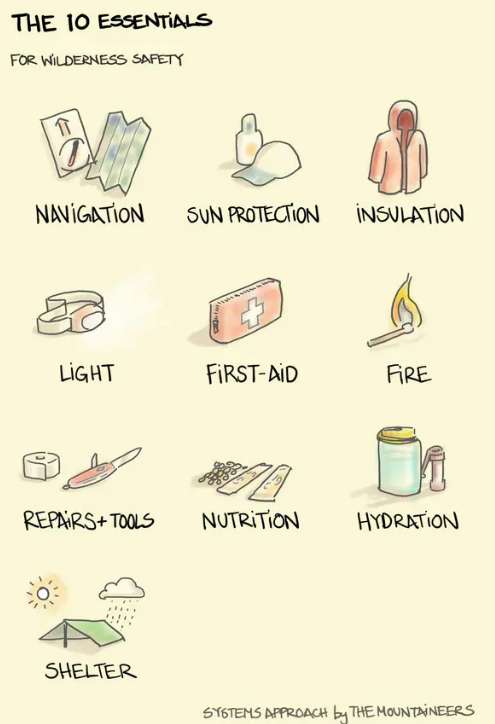 THE 10 ESSENTIALS
FOR WILDERNESS SAFETY
NAVIGATION
SUN PROTECTION
INSULATION
LIGHT
FIRST-AID
FIRE
REPAIRS+TOOLS
NUTRITION
HYDRATION
SHELTER
SYSTEMS APPROACH by THE MOUNTAINEERS